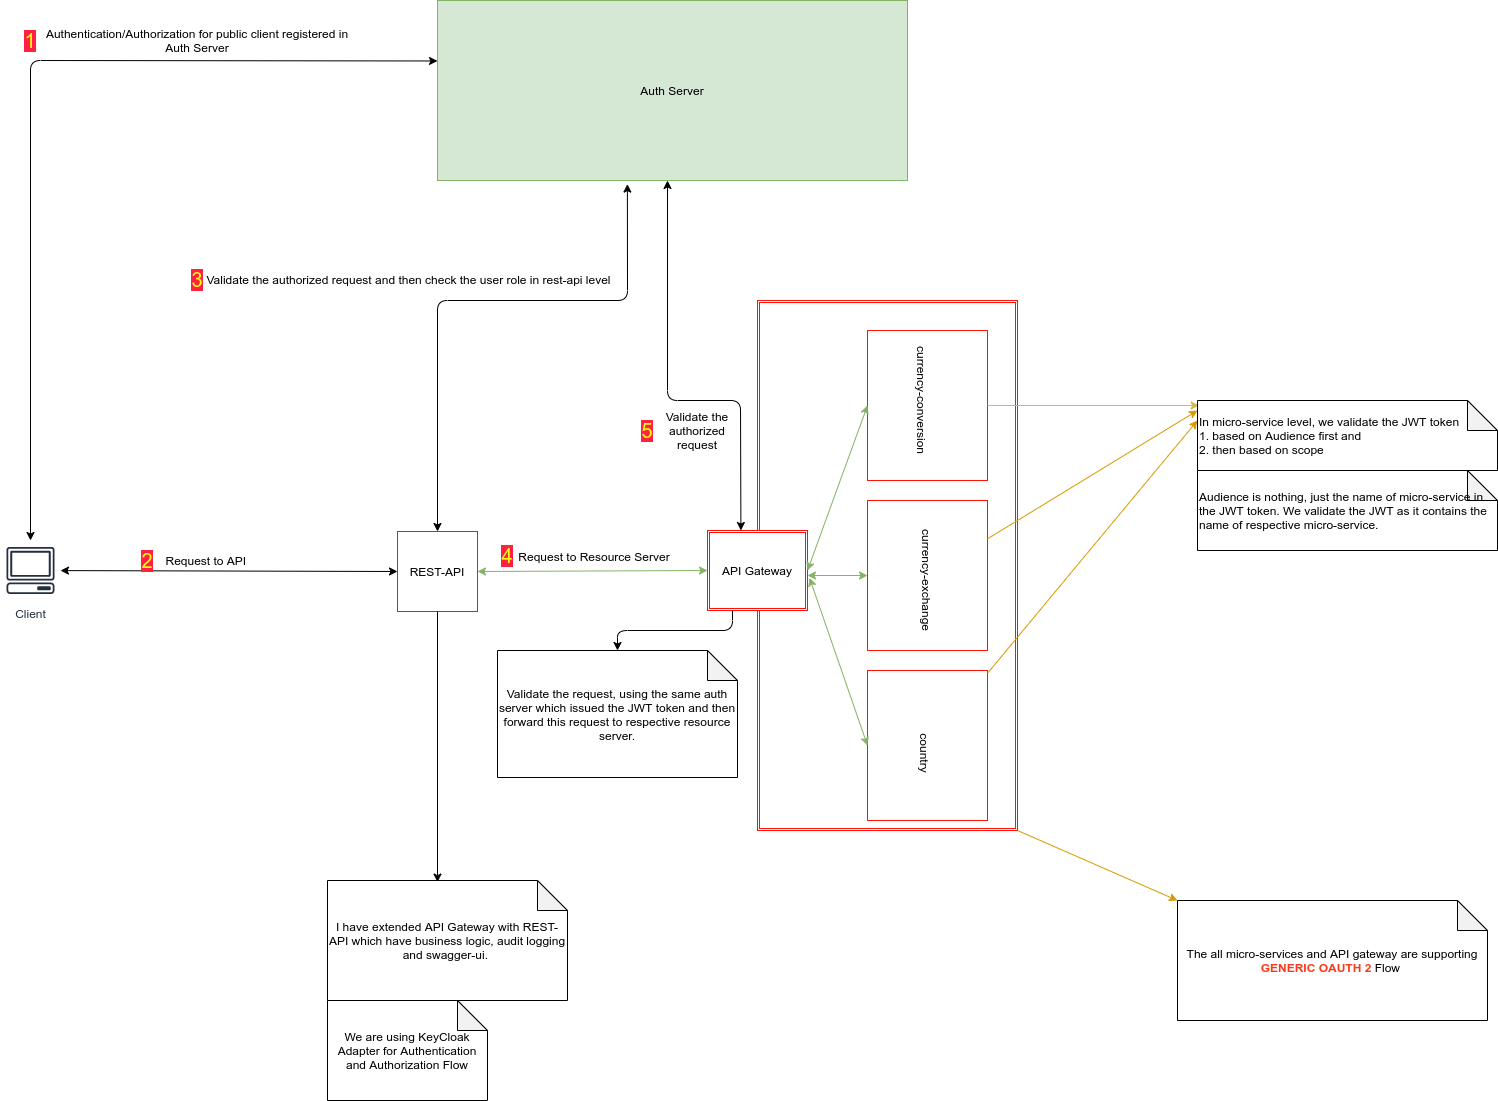 1
Authentication/Authorization for public client registered in
Auth Server
Auth Server
3
Validate the authorized request and then check the user role in rest-api level
currency-conversion
5
Validate the
authorized
request
In micro-service level, we validate the JWT token
1. based on Audience first and
2. then based on scope
Audience is nothing, just the name of micro-service in
the JWT token. We validate the JWT as it contains the
name of respective micro-service.
2
Request to API
REST-API
4
Request to Resource Server
API Gateway
currency-exchange
Client
Validate the request, using the same auth
server which issued the JWT token and then
forward this request to respective resource
server.
country
I have extended API Gateway with REST-
API which have business logic, audit logging
and swagger-ui.
The all micro-services and API gateway are supporting
GENERIC OAUTH 2 Flow
We are using KeyCloak
Adapter for Authentication
and Authorization Flow